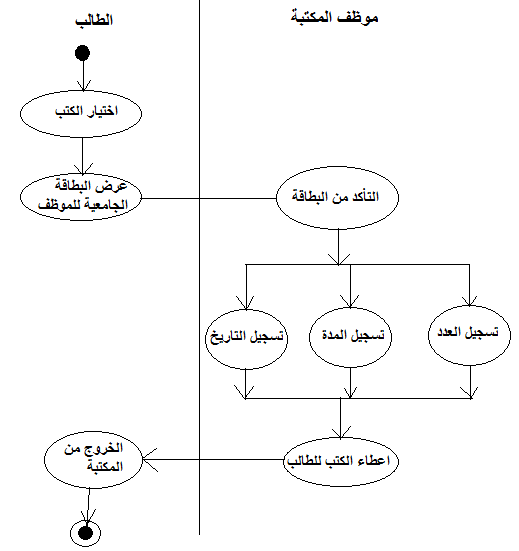 الطالب
موظف المكتبة
اختيار الكتب
عرض البطاقة
الجامعية للموظف
التأكد من البطاقة
تسجيل العدد
تسجيل المدة
تسجيل التاريخ
اعطاء الكتب للطالب
الخروج من
المكتبة